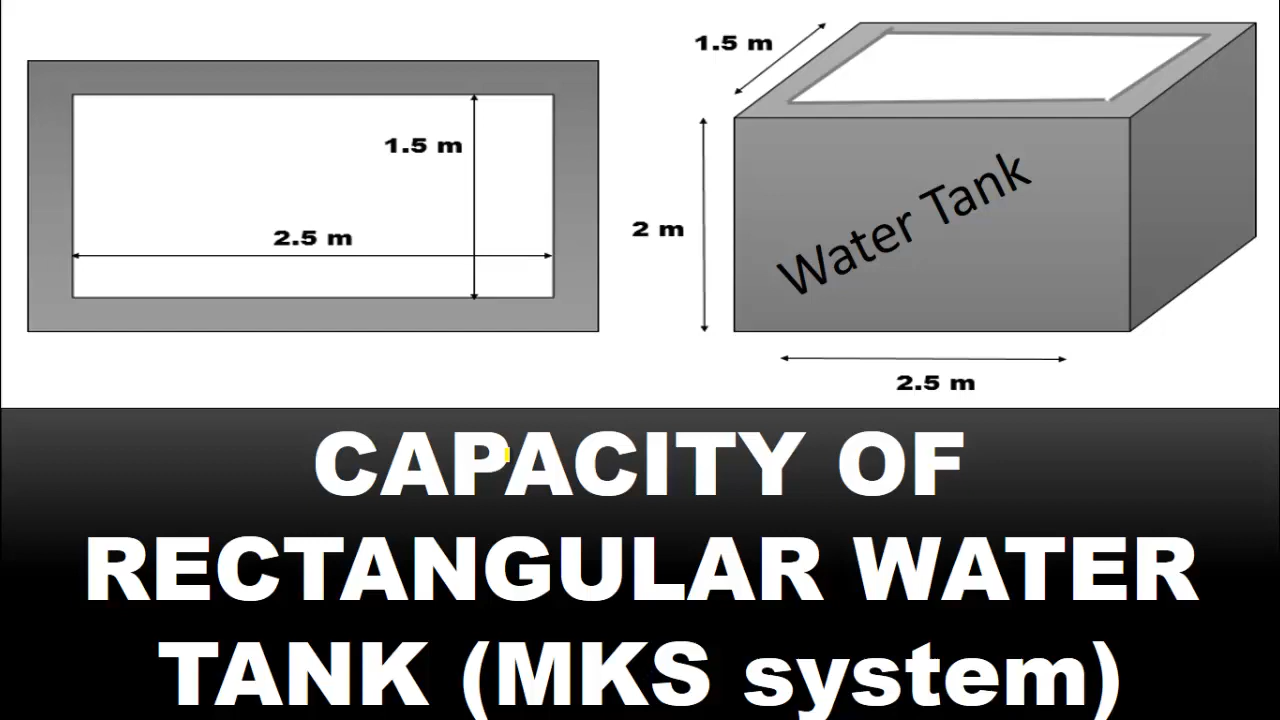 1.5 m
2.5 m
1.5 m
2 m
Water Tank
2.5 m
CAPACITY OF
RECTANGULAR WATER
TANK (MKS system)